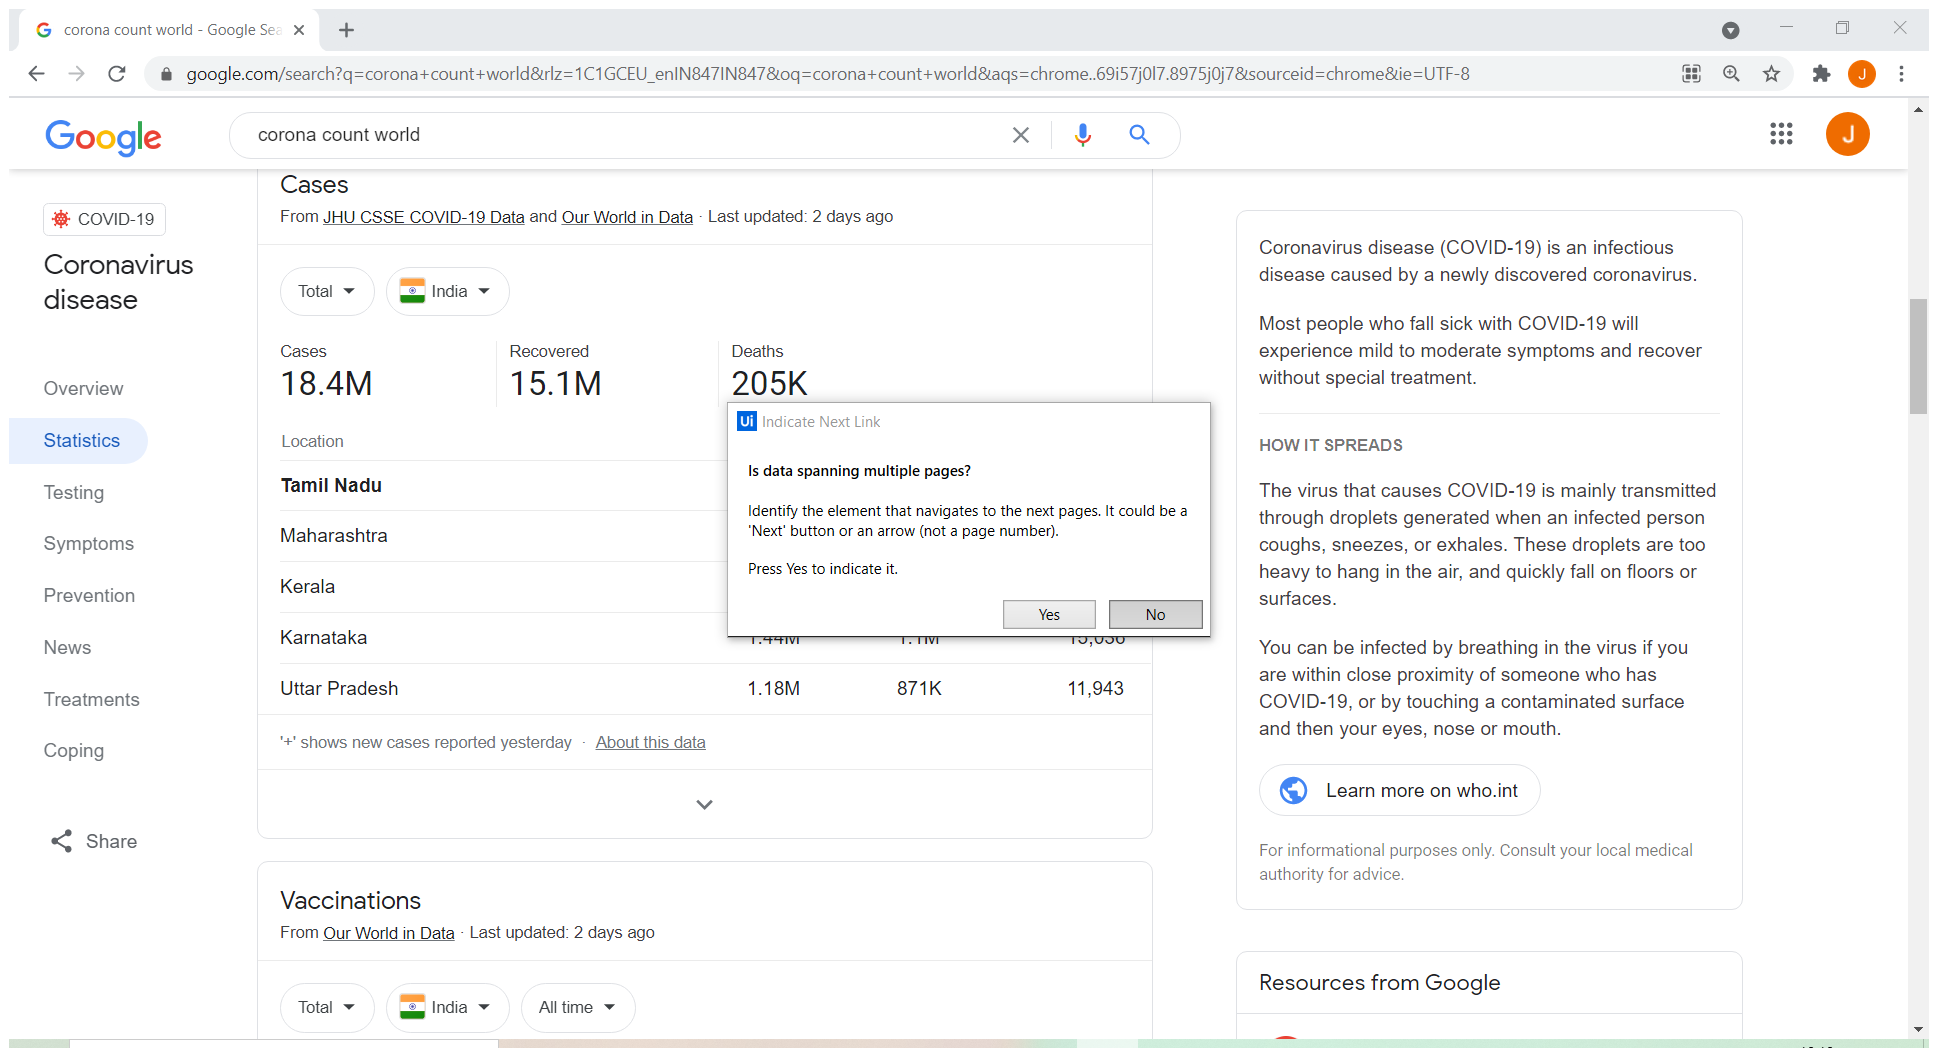 corona count world - Google Sea
google.com/search?q=corona+count+world&rlz=1C1GCEU_enIN847IN847&oq=corona+count+world&aqs=chrome..69i57j0l7.8975j0j7&sourceid=chrome&ie=UTF-8
J
Google
corona count world
J
COVID-19
Coronavirus
disease
Overview
Statistics
Testing
Symptoms
Prevention
News
Treatments
Coping
Share
Cases
From JHU CSSE COVID-19 Data and Our World in Data · Last updated: 2 days ago
Total India
Cases Recovered Deaths
18.4M 15.1M 205K
Location
Tamil Nadu
Maharashtra
Kerala
Karnataka 1.44M 1.1M 15,036
Uttar Pradesh 1.18M 871K 11,943
'+' shows new cases reported yesterday · About this data
Ui Indicate Next Link
Is data spanning multiple pages?
Identify the element that navigates to the next pages. It could be a
'Next' button or an arrow (not a page number).
Press Yes to indicate it.
Yes No
Vaccinations
From Our World in Data · Last updated: 2 days ago
Total India All time
Coronavirus disease (COVID-19) is an infectious
disease caused by a newly discovered coronavirus.
Most people who fall sick with COVID-19 will
experience mild to moderate symptoms and recover
without special treatment.
HOW IT SPREADS
The virus that causes COVID-19 is mainly transmitted
through droplets generated when an infected person
coughs, sneezes, or exhales. These droplets are too
heavy to hang in the air, and quickly fall on floors or
surfaces.
You can be infected by breathing in the virus if you
are within close proximity of someone who has
COVID-19, or by touching a contaminated surface
and then your eyes, nose or mouth.
Learn more on who.int
For informational purposes only. Consult your local medical
authority for advice.
Resources from Google